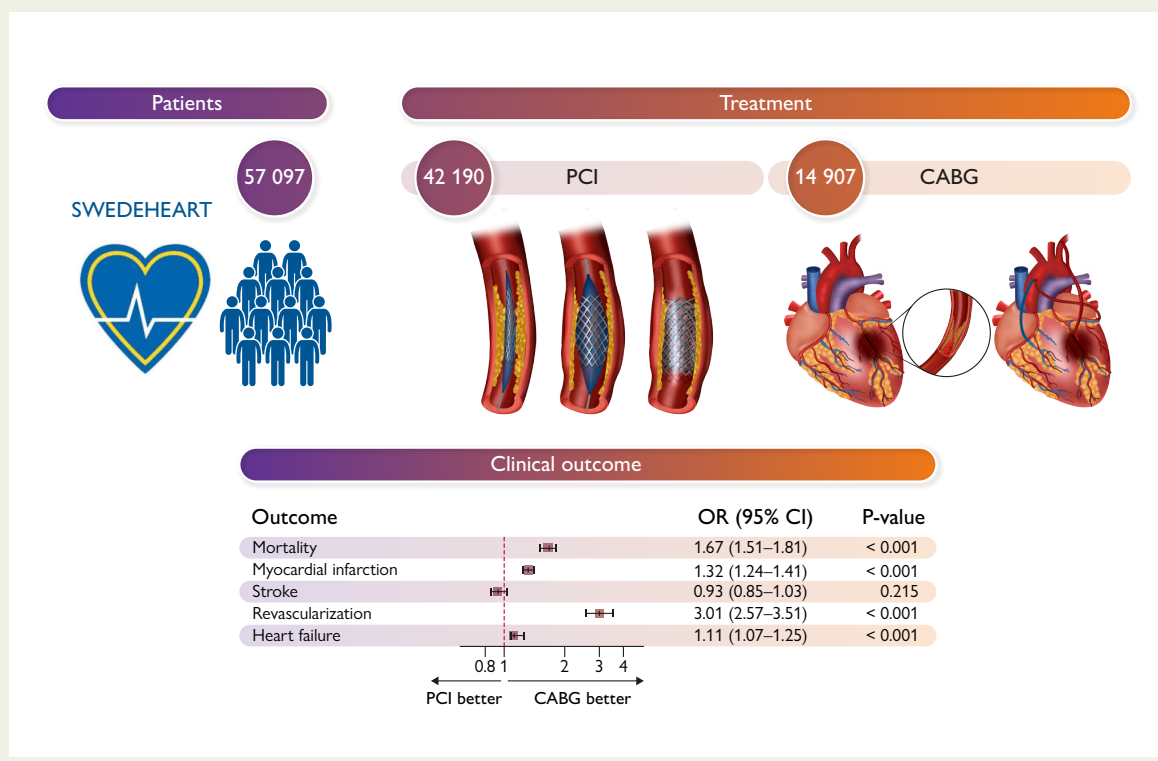 Patients
Treatment
57 097
42 190
PCI
14 907
CABG
SWEDEHEART
Clinical outcome
Outcome OR (95% CI) P-value
Mortality 1.67 (1.51–1.81) < 0.001
Myocardial infarction 1.32 (1.24–1.41) < 0.001
Stroke 0.93 (0.85–1.03) 0.215
Revascularization 3.01 (2.57–3.51) < 0.001
Heart failure 1.11 (1.07–1.25) < 0.001
0.8 1 2 3 4
PCI better CABG better